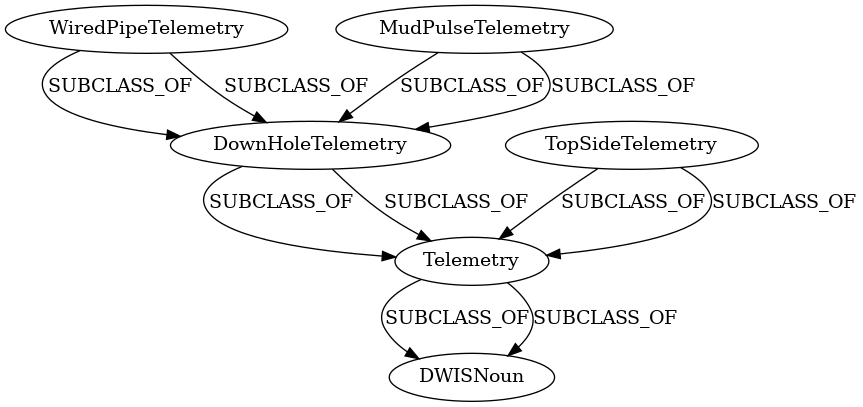 WiredPipeTelemetry
MudPulseTelemetry
SUBCLASS_OF
SUBCLASS_OF
SUBCLASS_OF
SUBCLASS_OF
DownHoleTelemetry
TopSideTelemetry
SUBCLASS_OF
SUBCLASS_OF
SUBCLASS_OF
SUBCLASS_OF
Telemetry
SUBCLASS_OF
SUBCLASS_OF
DWISNoun